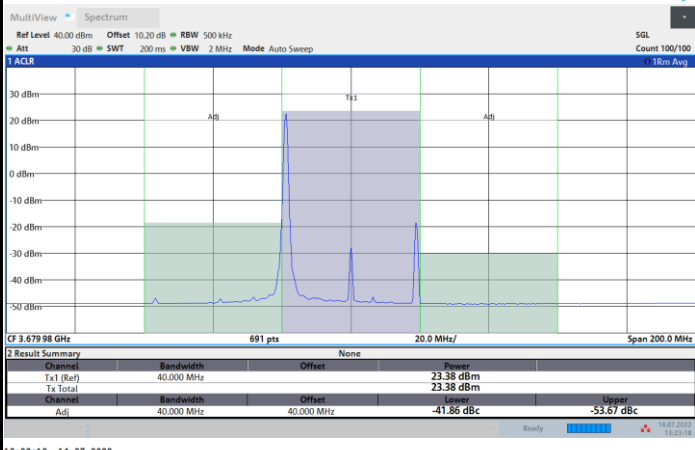 MultiView Spectrum
Ref Level 40.00 dBm Offset 10.20 dB RBW 500 kHz SGL
Att 30 dB SWT 200 ms VBW 2 MHz Mode Auto Sweep Count 100/100
1 ACLR 1Rm Avg
30 dBm
Tx1
20 dBm
Adj Adj
10 dBm
0 dBm
-10 dBm
-20 dBm
-30 dBm
-40 dBm
-50 dBm
CF 3.679 98 GHz 691 pts 20.0 MHz/ Span 200.0 MHz
2 Result Summary None
Channel Bandwidth Offset Power
Tx1 (Ref) 40.000 MHz 23.38 dBm
Tx Total 23.38 dBm
Channel Bandwidth Offset Lower Upper
Adj 40.000 MHz 40.000 MHz -41.86 dBc -53.67 dBc
Ready 14.07.2022
13:23:18